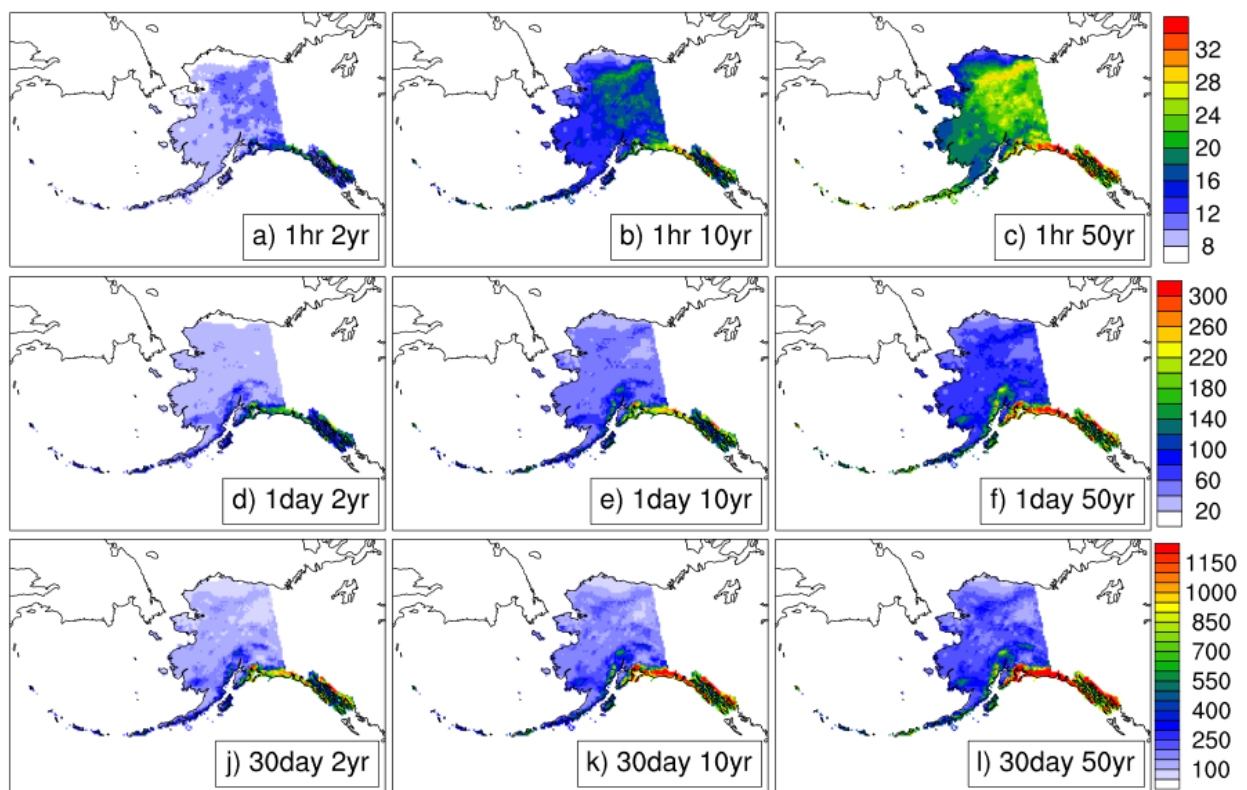 a) 1hr 2yr
b) 1hr 10yr
c) 1hr 50yr
32
28
24
20
16
12
8
d) 1day 2yr
e) 1day 10yr
f) 1day 50yr
300
260
220
180
140
100
60
20
j) 30day 2yr
k) 30day 10yr
l) 30day 50yr
1150
1000
850
700
550
400
250
100